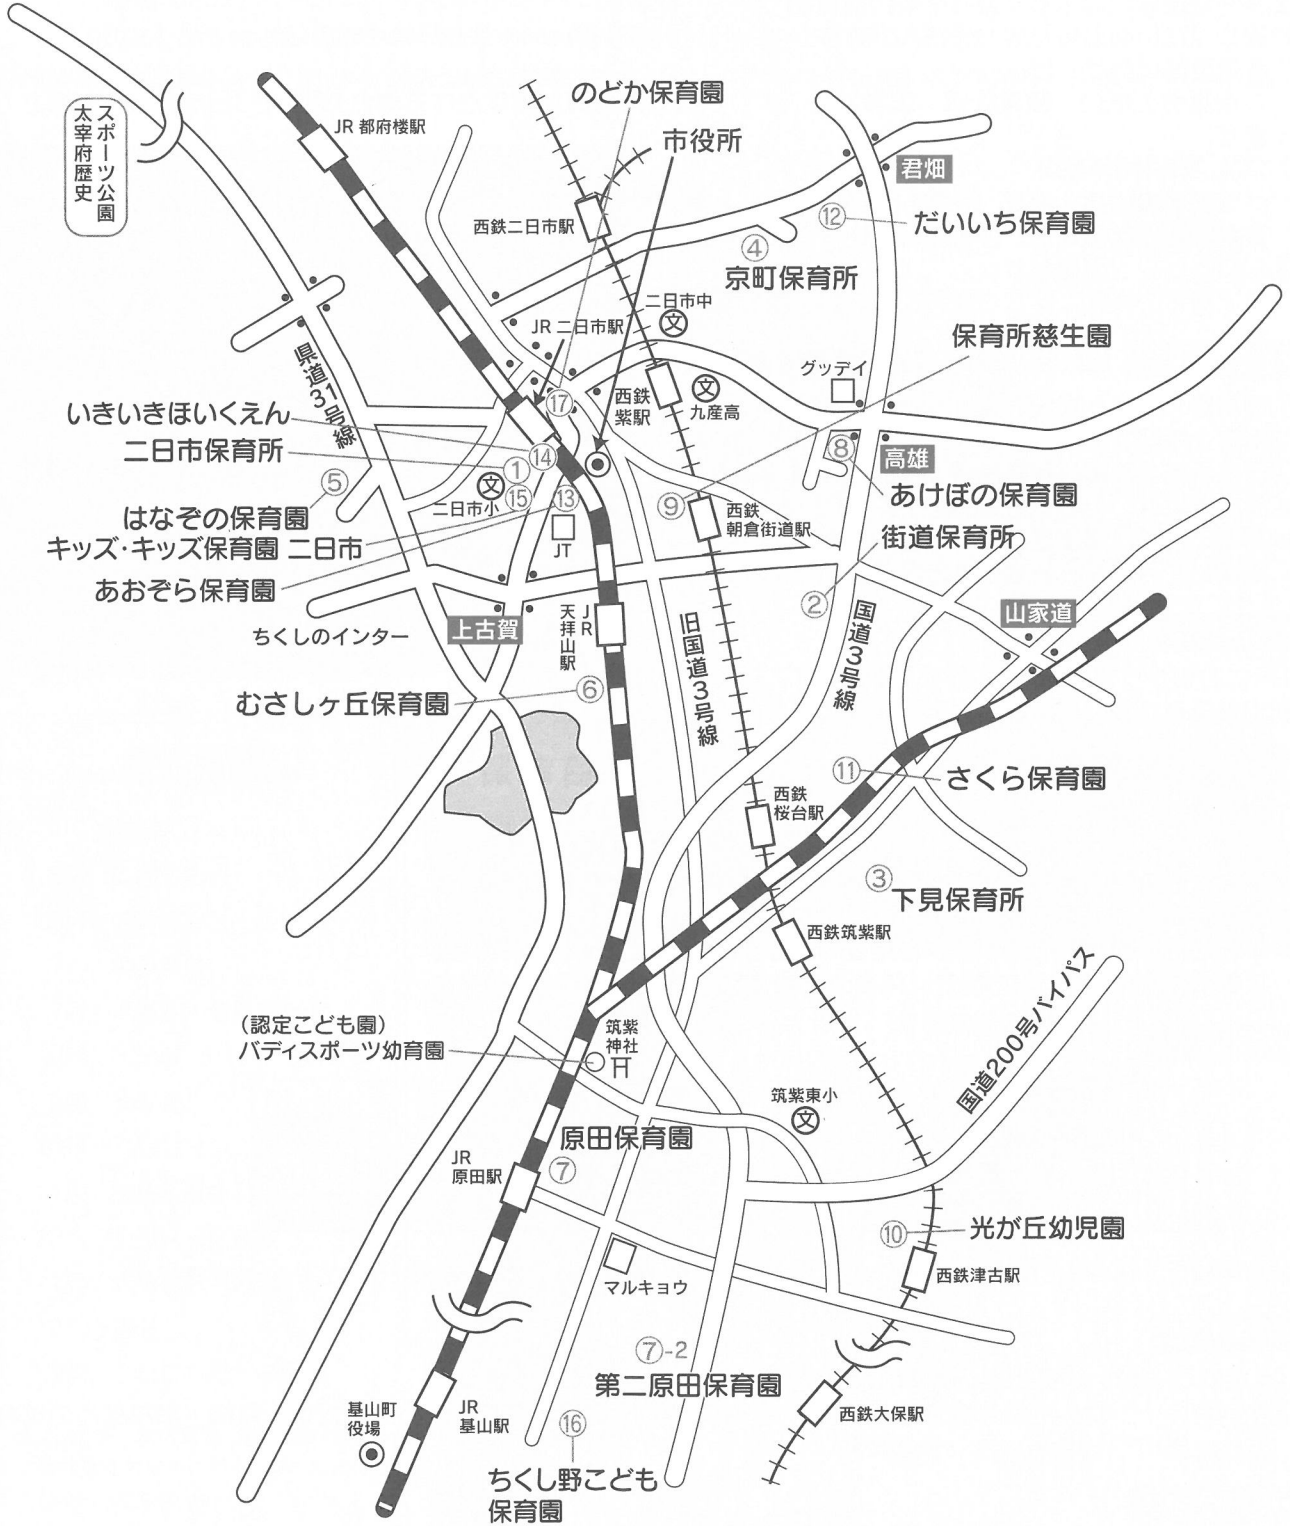 のどか保育園
市役所
スポーツ公園
太宰府歴史
JR 都府楼駅
君畑
西鉄二日市駅
⑫
だいいち保育園
④
京町保育所
二日市中
文
JR 二日市駅
保育所慈生園
県道31号線
グッデイ
西鉄
紫駅
文
九産高
⑰
いきいきほいくえん
二日市保育所
⑭
①
⑧
高雄
⑤
文
二日市小
⑮
⑬
⑨
あけぼの保育園
はなぞの保育園
西鉄
朝倉街道駅
キッズ・キッズ保育園 二日市
JT
街道保育所
あおぞら保育園
②
山家道
ちくしのインター
上古賀
JR
天拝山駅
旧国道3号線
国道3号線
むさしヶ丘保育園
⑥
⑪
さくら保育園
西鉄
桜台駅
③
下見保育所
西鉄筑紫駅
国道200号バイパス
(認定こども園)
バディスポーツ幼育園
筑紫
神社
筑紫東小
文
原田保育園
JR
原田駅
⑦
⑩
光が丘幼児園
西鉄津古駅
マルキョウ
⑦-2
第二原田保育園
基山町
役場
JR
基山駅
⑯
西鉄大保駅
ちくし野こども
保育園